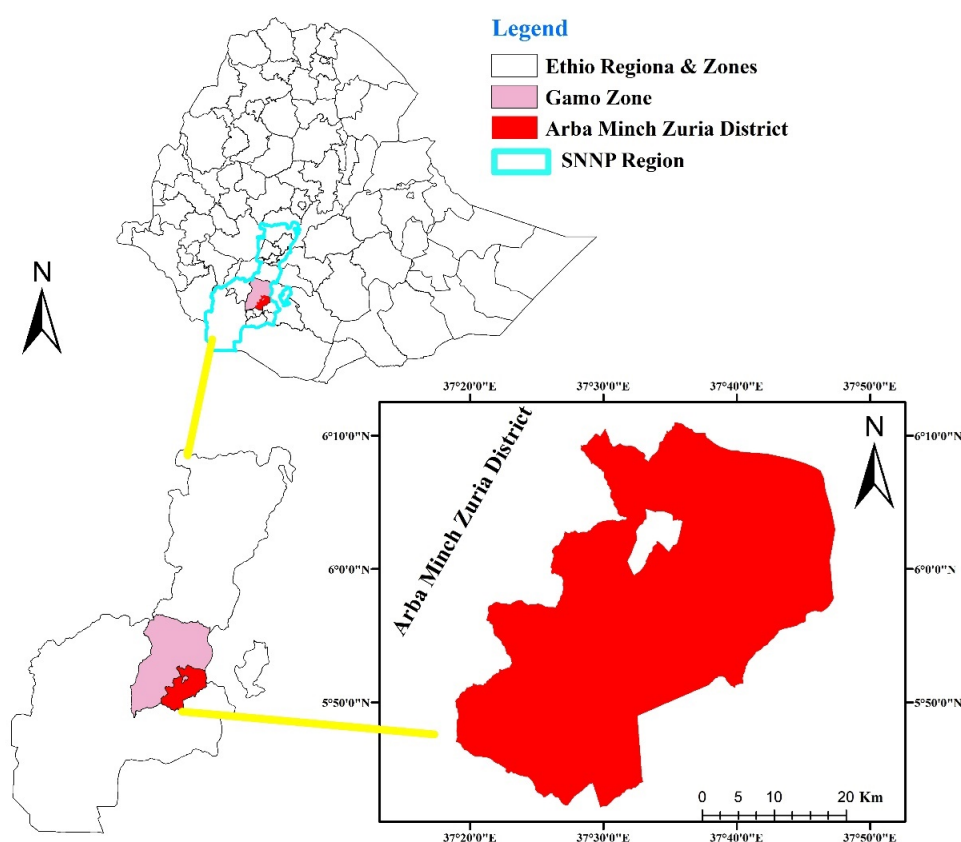 Legend
Ethio Regiona & Zones
Gamo Zone
Arba Minch Zuria District
SNNP Region
N
37°20'0"E 37°30'0"E 37°40'0"E 37°50'0"E
Arba Minch Zuria District
N
6°10'0"N 6°10'0"N
6°0'0"N 6°0'0"N
5°50'0"N 5°50'0"N
0 5 10 20 Km
37°20'0"E 37°30'0"E 37°40'0"E 37°50'0"E